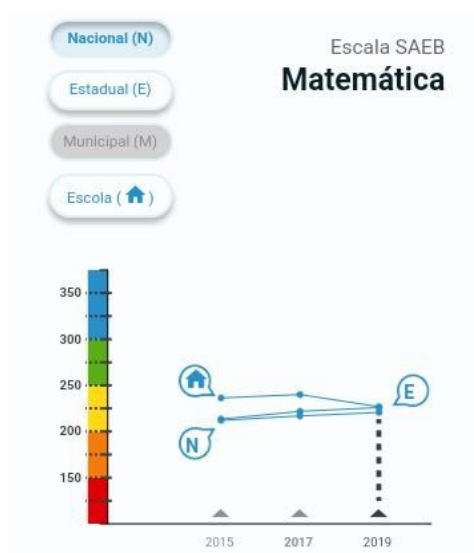 Nacional (N)
Escala SAEB
Matemática
Estadual (E)
Municipal (M)
Escola ( )
350
300
250
200
150
E
N
2015
2017
2019